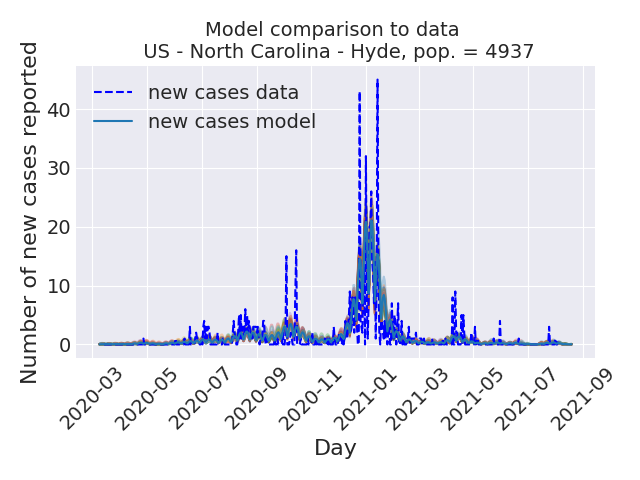 Model comparison to data
US - North Carolina - Hyde, pop. = 4937
Number of new cases reported
new cases data
new cases model
40
30
20
10
0
2020-03
2020-05
2020-07
2020-09
2020-11
2021-01
2021-03
2021-05
2021-07
2021-09
Day